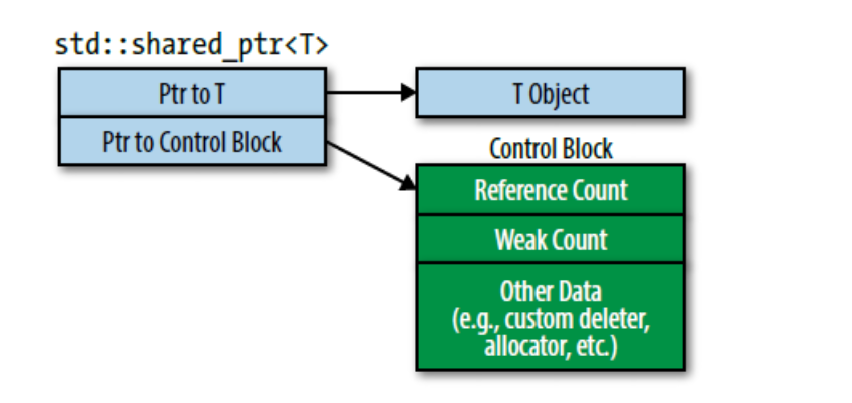 std::shared_ptr<T>
Ptr to T
T Object
Ptr to Control Block
Control Block
Reference Count
Weak Count
Other Data
(e.g., custom deleter,
allocator, etc.)